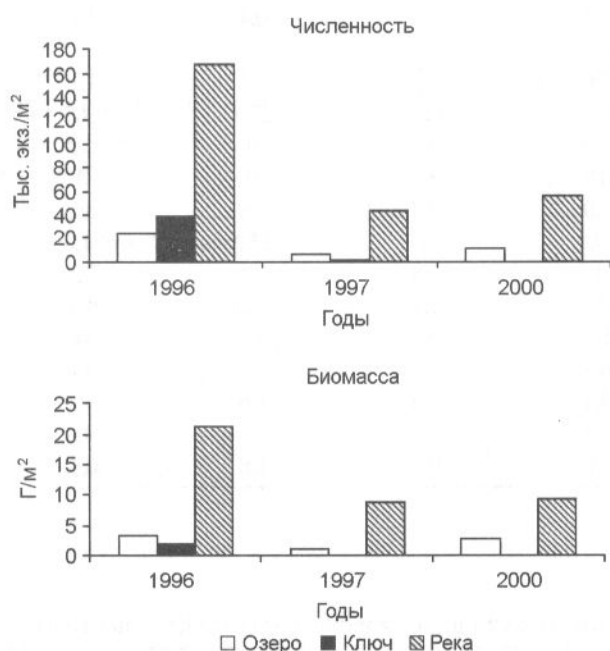 Численность
Тыс. экз./м²
180
160
140
120
100
80
60
40
20
0
1996 1997 2000
Годы
Биомасса
Г/м²
25
20
15
10
5
0
1996 1997 2000
Годы
Озеро Ключ Река